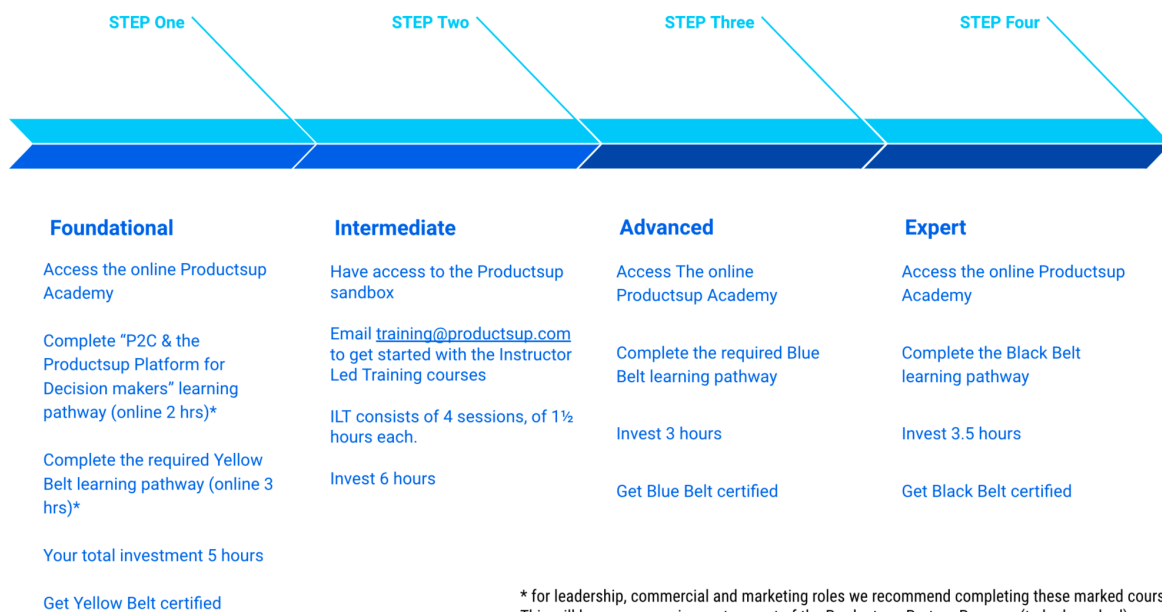 STEP One
STEP Two
STEP Three
STEP Four
Foundational
Access the online Productsup
Academy
Complete “P2C & the
Productsup Platform for
Decision makers” learning
pathway (online 2 hrs)*
Complete the required Yellow
Belt learning pathway (online 3
hrs)*
Your total investment 5 hours
Get Yellow Belt certified
Intermediate
Have access to the Productsup
sandbox
Email training@productsup.com
to get started with the Instructor
Led Training courses
ILT consists of 4 sessions, of 1½
hours each.
Invest 6 hours
Advanced
Access The online
Productsup Academy
Complete the required Blue
Belt learning pathway
Invest 3 hours
Get Blue Belt certified
Expert
Access the online Productsup
Academy
Complete the Black Belt
learning pathway
Invest 3.5 hours
Get Black Belt certified
* for leadership, commercial and marketing roles we recommend completing these marked cours